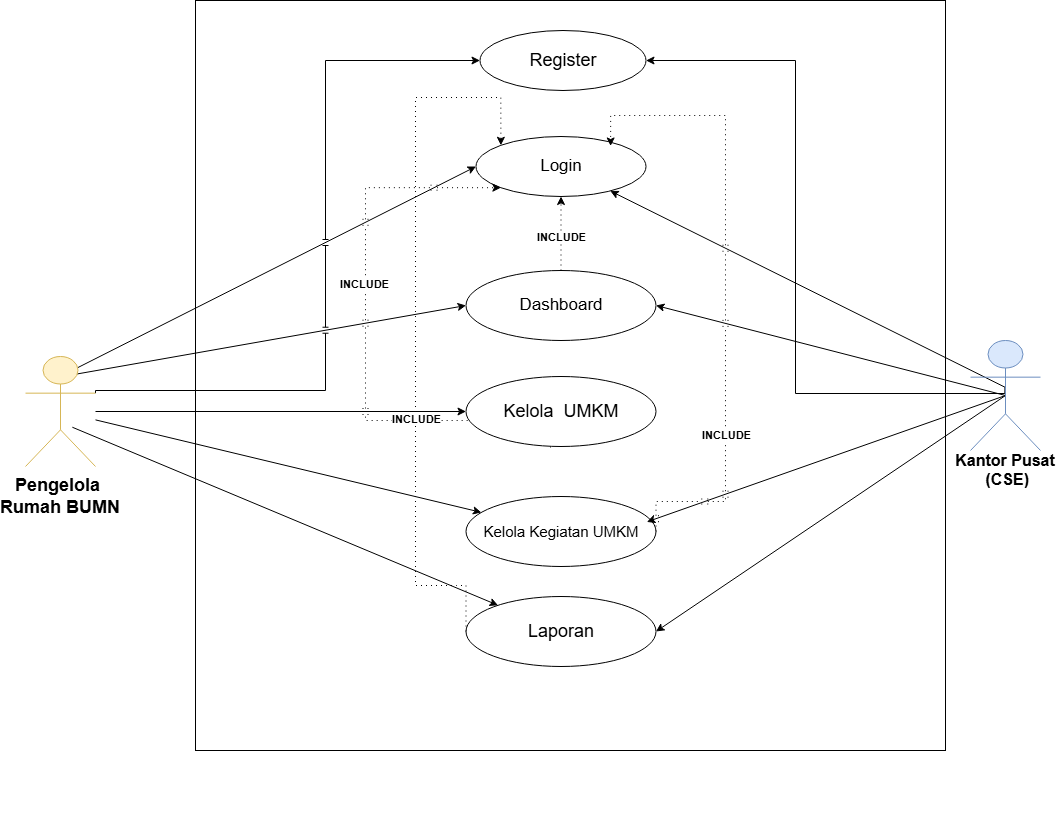 Register
Login
INCLUDE
INCLUDE
Dashboard
Kelola  UMKM
INCLUDE
INCLUDE
Kantor Pusat
(CSE)
Pengelola
Rumah BUMN
Kelola Kegiatan UMKM
Laporan